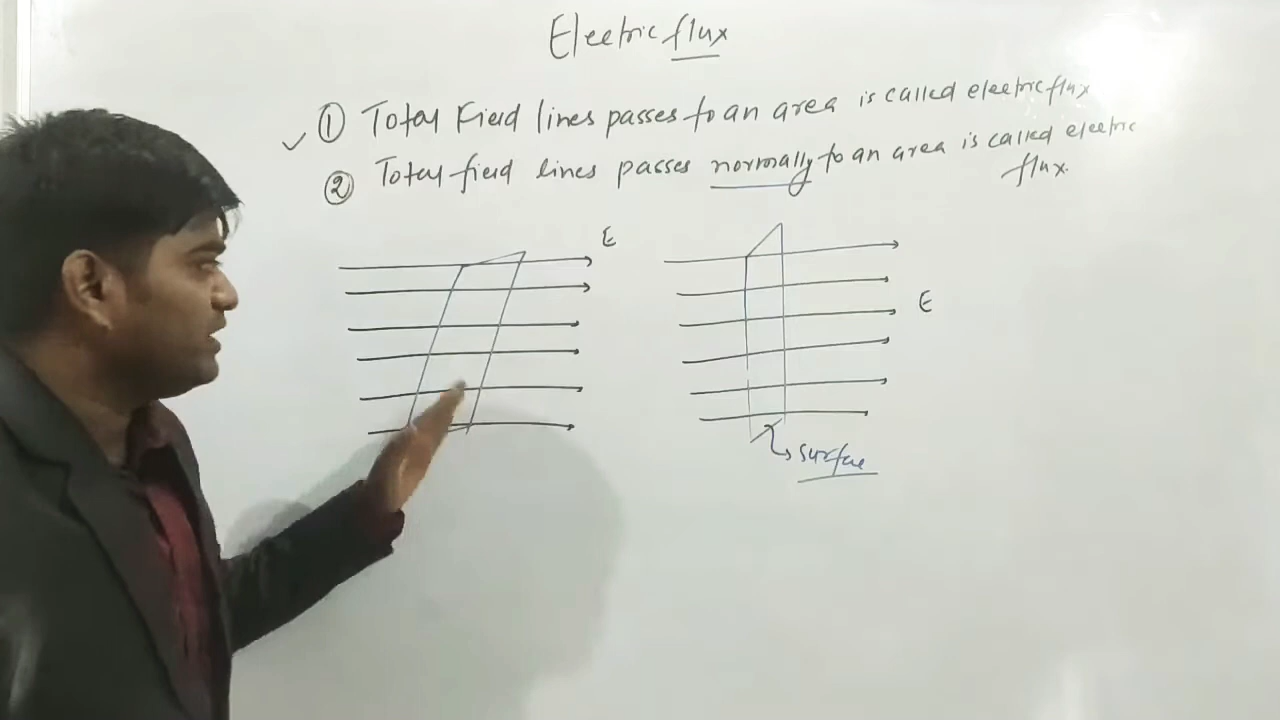 Electric flux
① Total Field lines passes to an area is called electric flux
② Total field lines passes normally to an area is called electric
flux.
E
E
surface